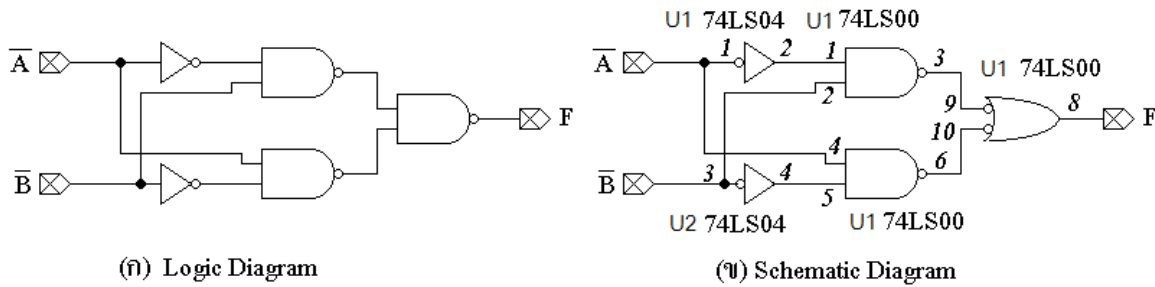 A̅
B̅
F
(ก) Logic Diagram
U1 74LS04
U1 74LS00
A̅
1
2
1
2
3
U1 74LS00
9
10
8
F
4
5
6
B̅
3
4
U2 74LS04
U1 74LS00
(ข) Schematic Diagram